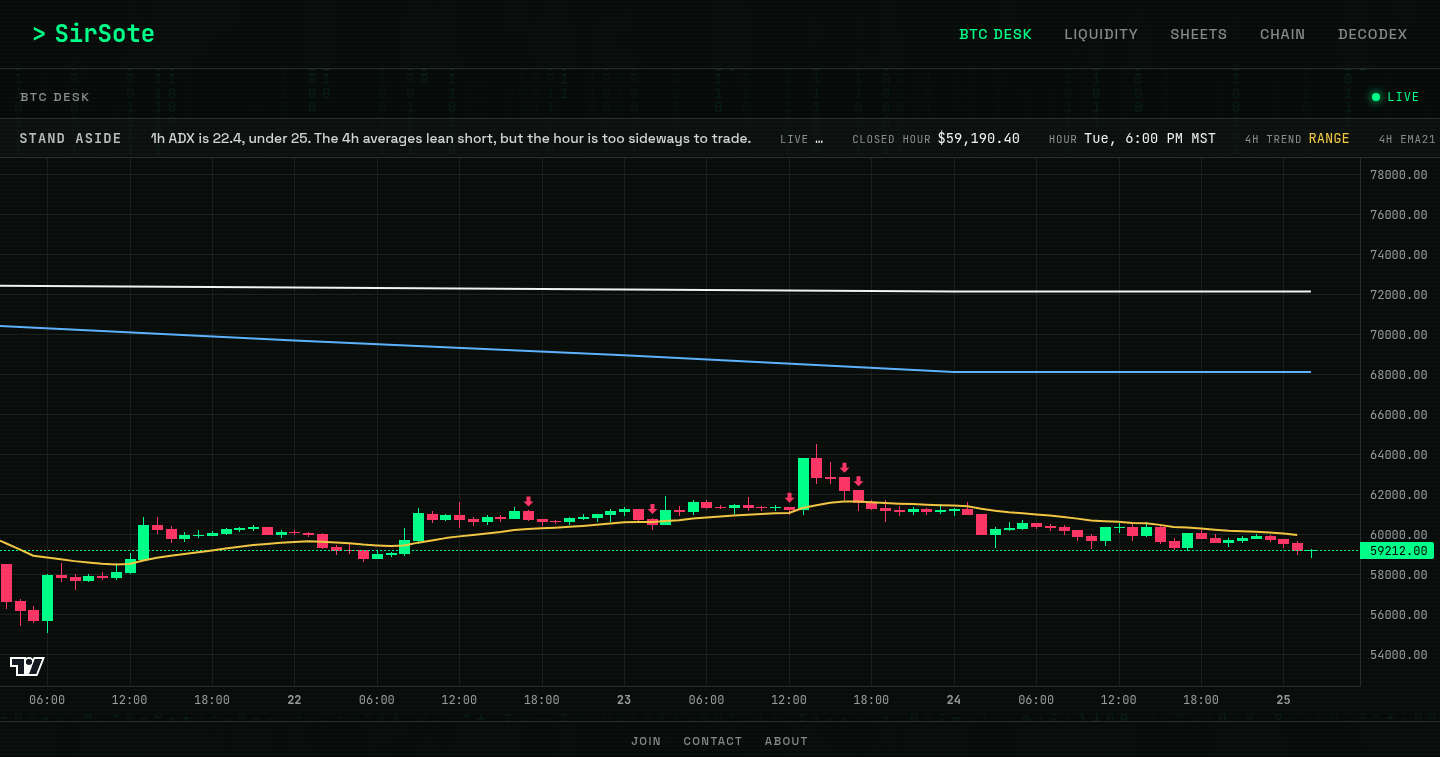 > SirSote
BTC DESK LIQUIDITY SHEETS CHAIN DECODEX
BTC DESK
LIVE
STAND ASIDE 1h ADX is 22.4, under 25. The 4h averages lean short, but the hour is too sideways to trade. LIVE … CLOSED HOUR $59,190.40 HOUR Tue, 6:00 PM MST 4H TREND RANGE 4H EMA21
78000.00
76000.00
74000.00
72000.00
70000.00
68000.00
66000.00
64000.00
62000.00
60000.00
59212.00
58000.00
56000.00
54000.00
06:00 12:00 18:00 22 06:00 12:00 18:00 23 06:00 12:00 18:00 24 06:00 12:00 18:00 25
JOIN CONTACT ABOUT